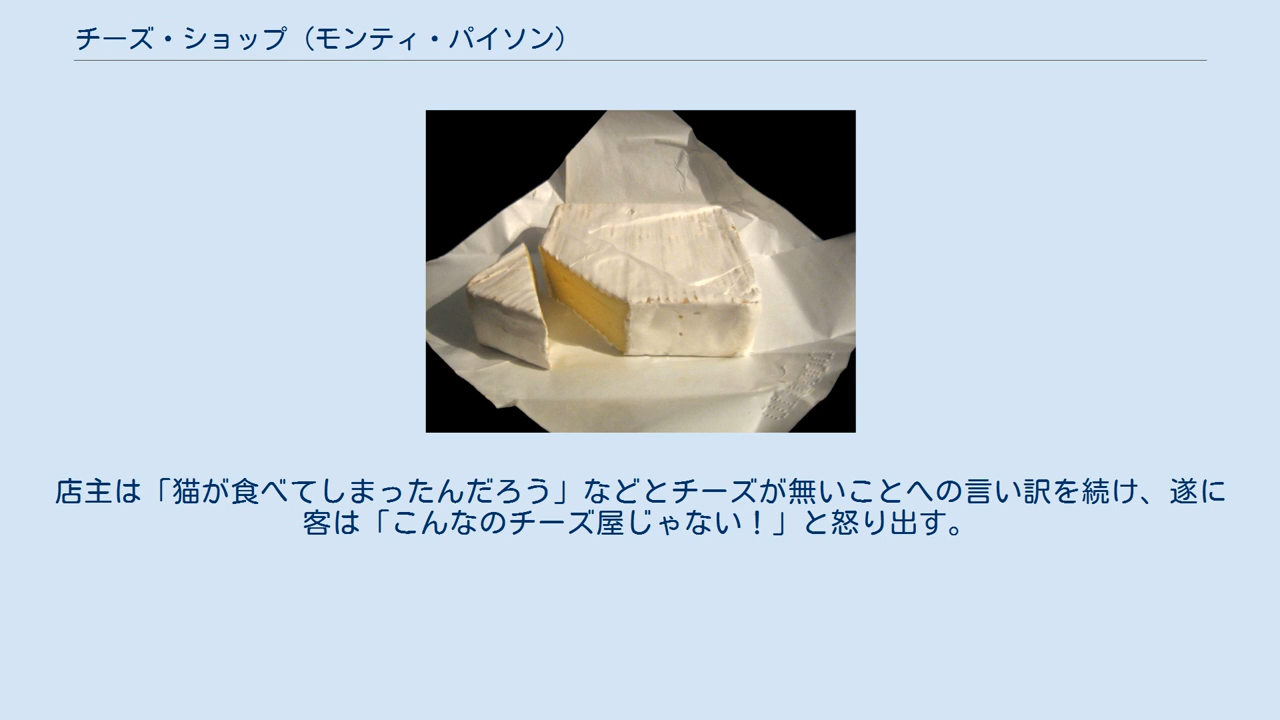 チーズ・ショップ（モンティ・パイソン）
店主は「猫が食べてしまったんだろう」などとチーズが無いことへの言い訳を続け、遂に
客は「こんなのチーズ屋じゃない！」と怒り出す。